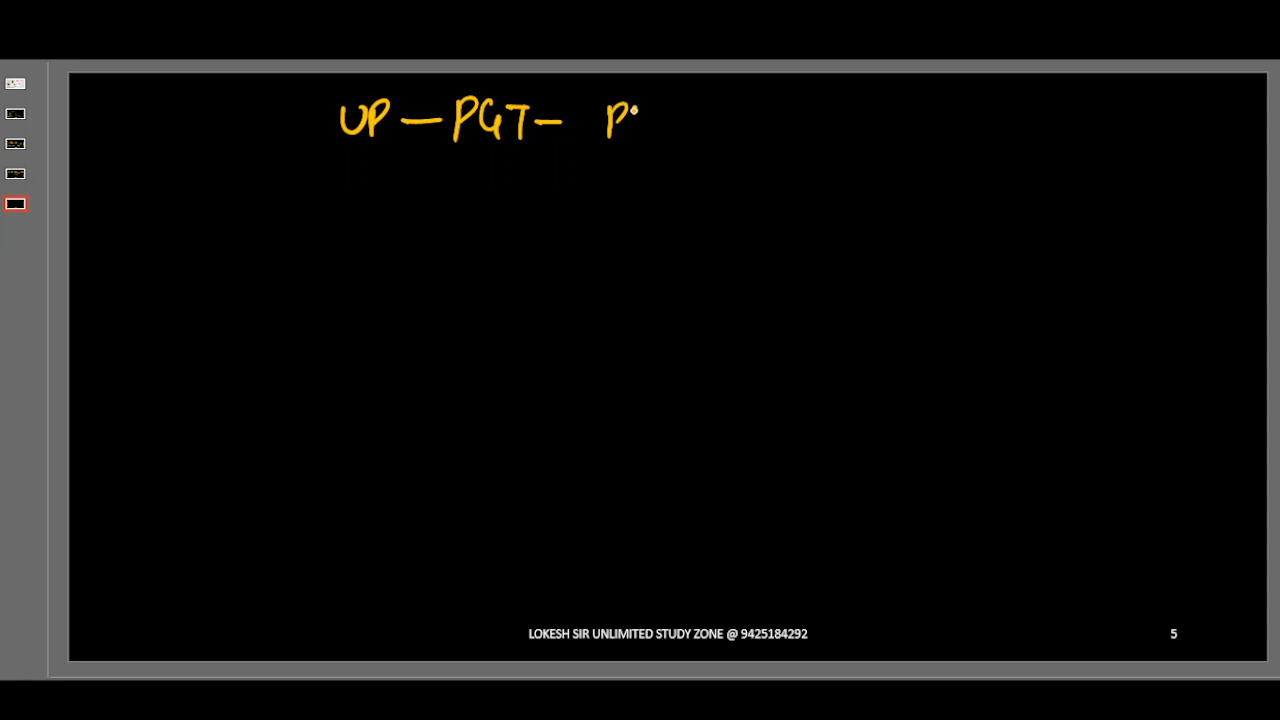 UP — PGT — P
LOKESH SIR UNLIMITED STUDY ZONE @ 9425184292
5